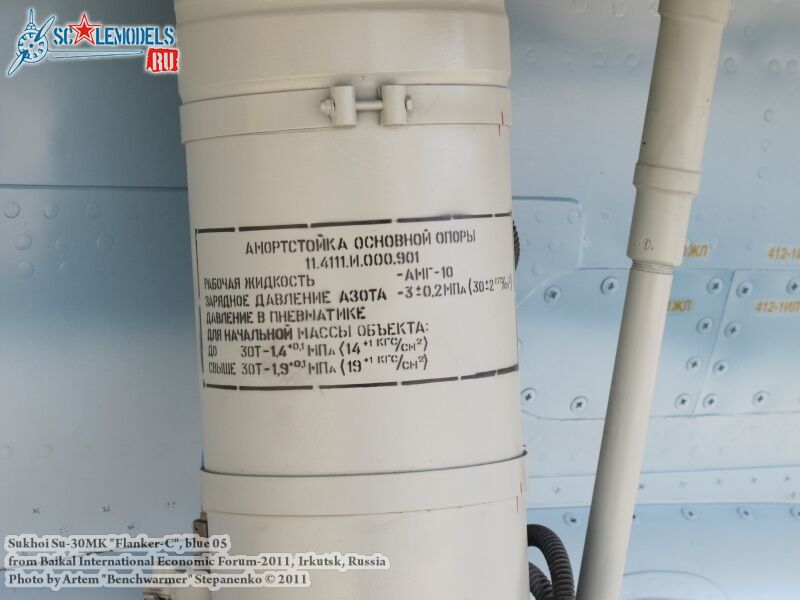 SCALEMODELS
RU
АМОРТСТОЙКА ОСНОВНОЙ ОПОРЫ
11.4111.И.000.901
РАБОЧАЯ ЖИДКОСТЬ -АМГ-10
ЗАРЯДНОЕ ДАВЛЕНИЕ АЗОТА -3±0,2МПа (30±2кгс/см²)
ДАВЛЕНИЕ В ПНЕВМАТИКЕ
ДЛЯ НАЧАЛЬНОЙ МАССЫ ОБЪЕКТА:
ДО 30Т-1,4⁺⁰,¹ МПа (14⁺¹ КГС/см²)
СВЫШЕ 30Т-1,9⁺⁰,¹ МПа (19⁺¹ КГС/см²)
412-1И
412-1ИЛ
Sukhoi Su-30MK "Flanker-C", blue 05
from Baikal International Economic Forum-2011, Irkutsk, Russia
Photo by Artem "Benchwarmer" Stepanenko © 2011